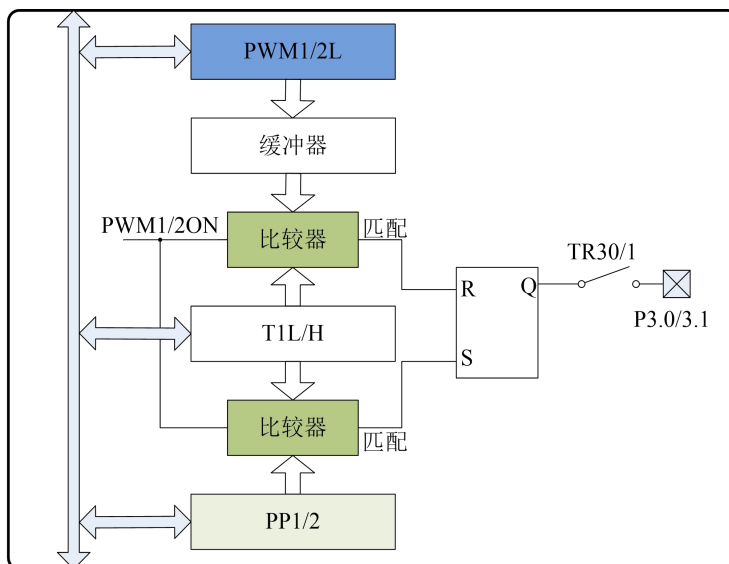 PWM1/2L
缓冲器
PWM1/2ON
比较器
匹配
TR30/1
R
Q
P3.0/3.1
T1L/H
S
比较器
匹配
PP1/2